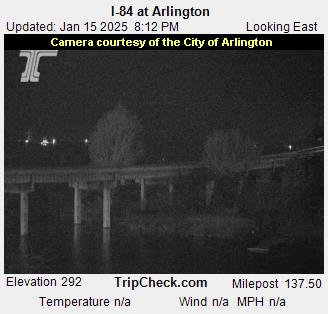 I-84 at Arlington
Updated: Jan 15 2025 8:12 PM Looking East
Camera courtesy of the City of Arlington
Elevation 292 TripCheck.com Milepost 137.50
Temperature n/a Wind n/a MPH n/a